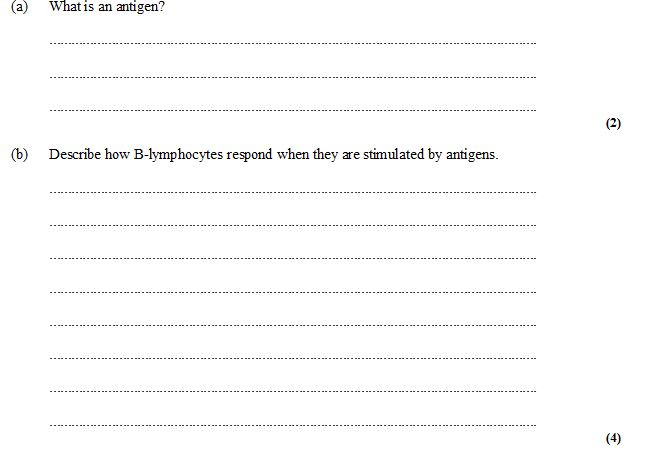 (a) What is an antigen?
(2)
(b) Describe how B-lymphocytes respond when they are stimulated by antigens.
(4)